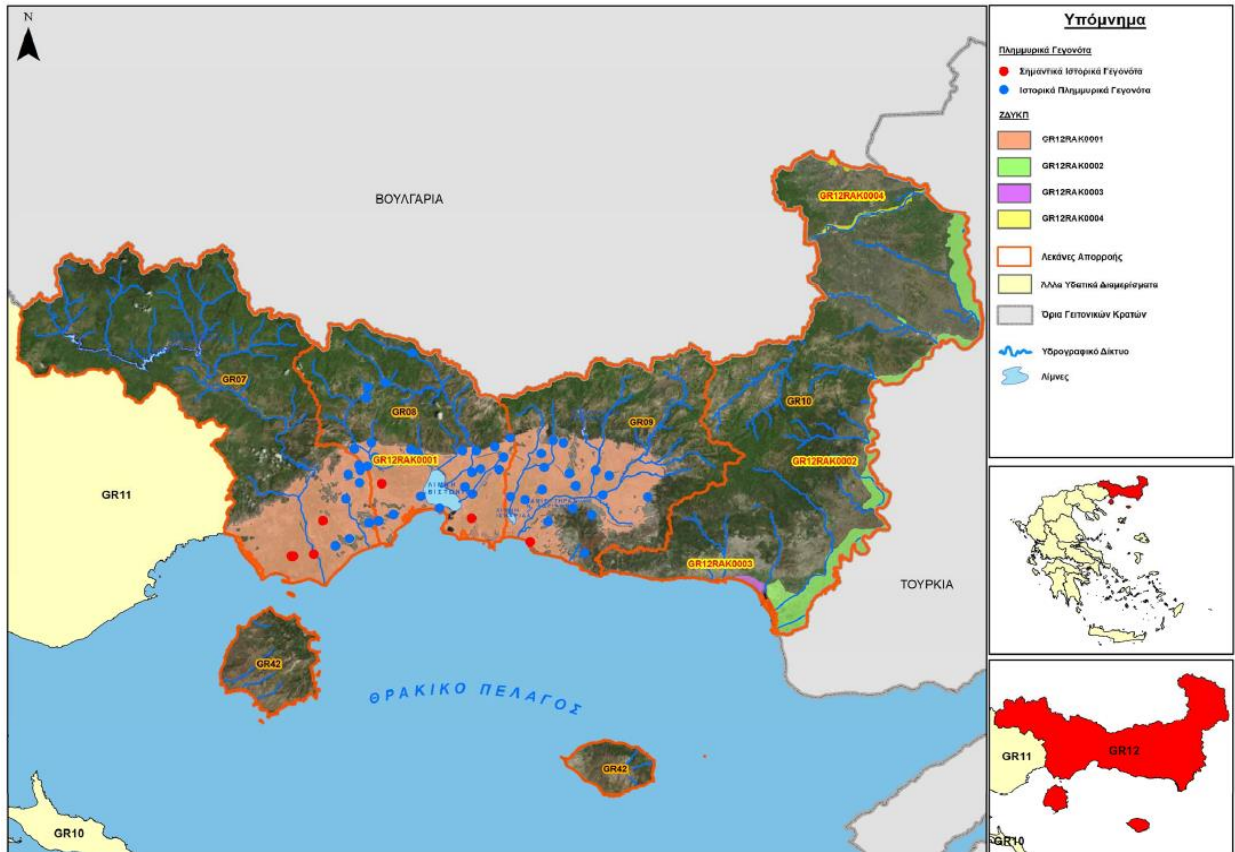 N
ΒΟΥΛΓΑΡΙΑ
GR12RAK0004
GR07
GR08
GR09
GR10
GR12RAK0001
GR12RAK0002
ΛΙΜΝΗ
GR11
GR12RAK0003
ΤΟΥΡΚΙΑ
GR42
ΘΡΑΚΙΚΟ ΠΕΛΑΓΟΣ
GR42
GR10
Υπόμνημα
Πλημμυρικά Γεγονότα
Σημαντικά Ιστορικά Γεγονότα
Ιστορικά Πλημμυρικά Γεγονότα
ΖΔΥΚΠ
GR12RAK0001
GR12RAK0002
GR12RAK0003
GR12RAK0004
Λεκάνες Απορροής
Άλλα Υδατικά Διαμερίσματα
Όρια Γειτονικών Κρατών
Υδρογραφικό Δίκτυο
Λίμνες
GR11
GR12
GR10